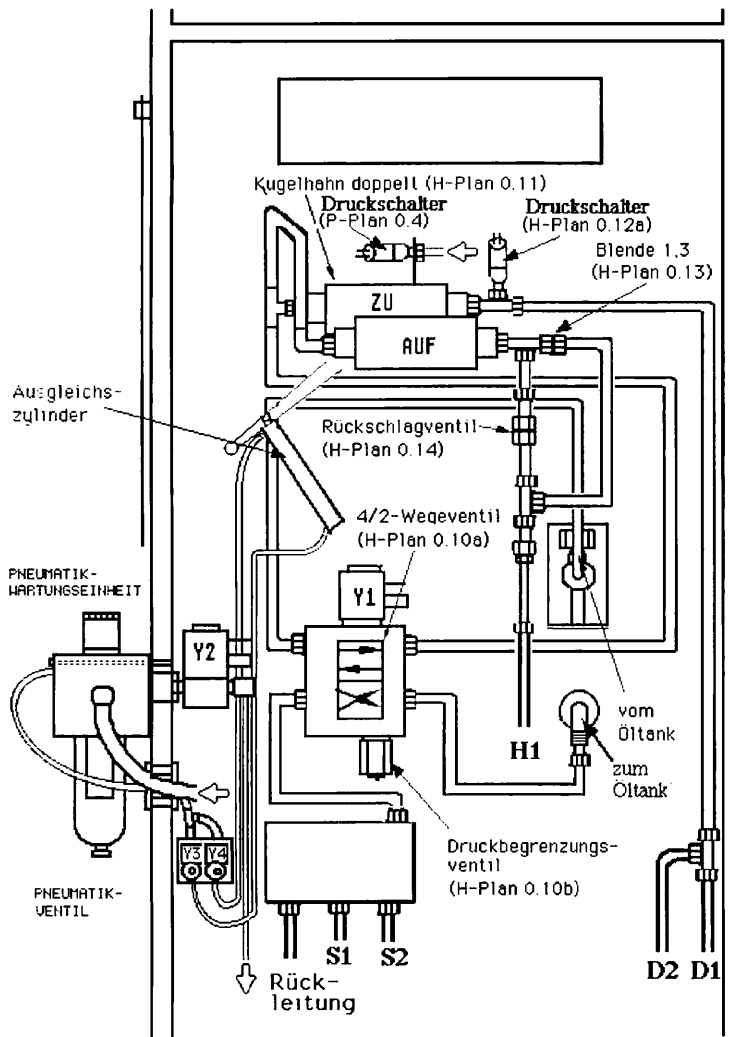 Kugelhahn doppelt (H-Plan 0.11)
Druckschalter
(P-Plan 0.4)
Druckschalter
(H-Plan 0.12a)
Blende 1,3
(H-Plan 0.13)
ZU
AUF
Ausgleichs-
zylinder
Rückschlagventil
(H-Plan 0.14)
4/2-Wegeventil
(H-Plan 0.10a)
PNEUMATIK-
WARTUNGSEINHEIT
Y1
Y2
vom
Öltank
H1
zum
Öltank
Y3
Y4
Druckbegrenzungs-
ventil
(H-Plan 0.10b)
PNEUMATIK-
VENTIL
S1
S2
D2
D1
Rück-
leitung